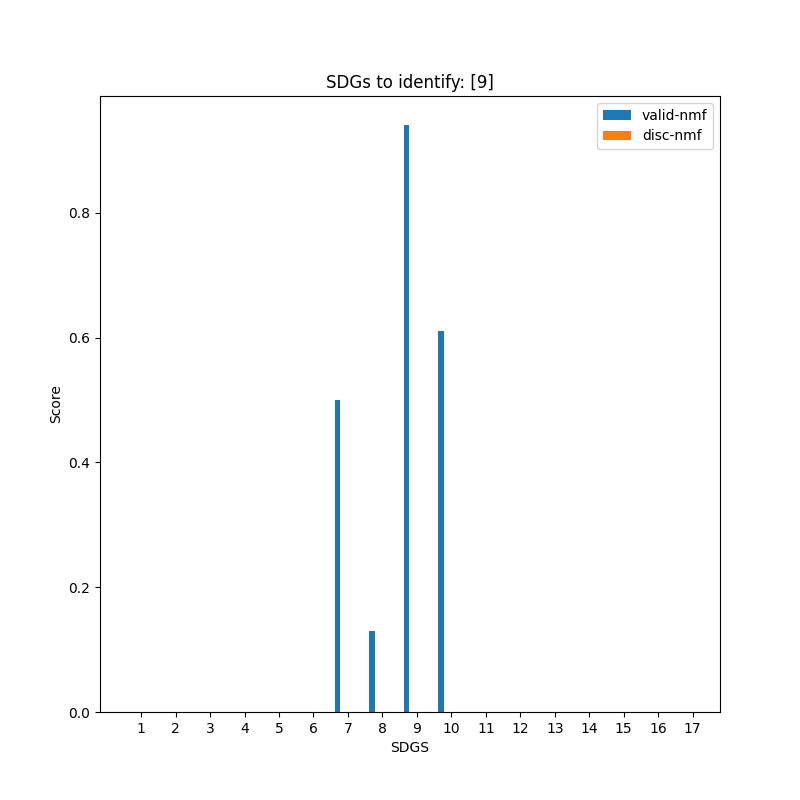 SDGs to identify: [9]
valid-nmf
disc-nmf
0.8
0.6
0.4
0.2
0.0
Score
1 2 3 4 5 6 7 8 9 10 11 12 13 14 15 16 17
SDGS